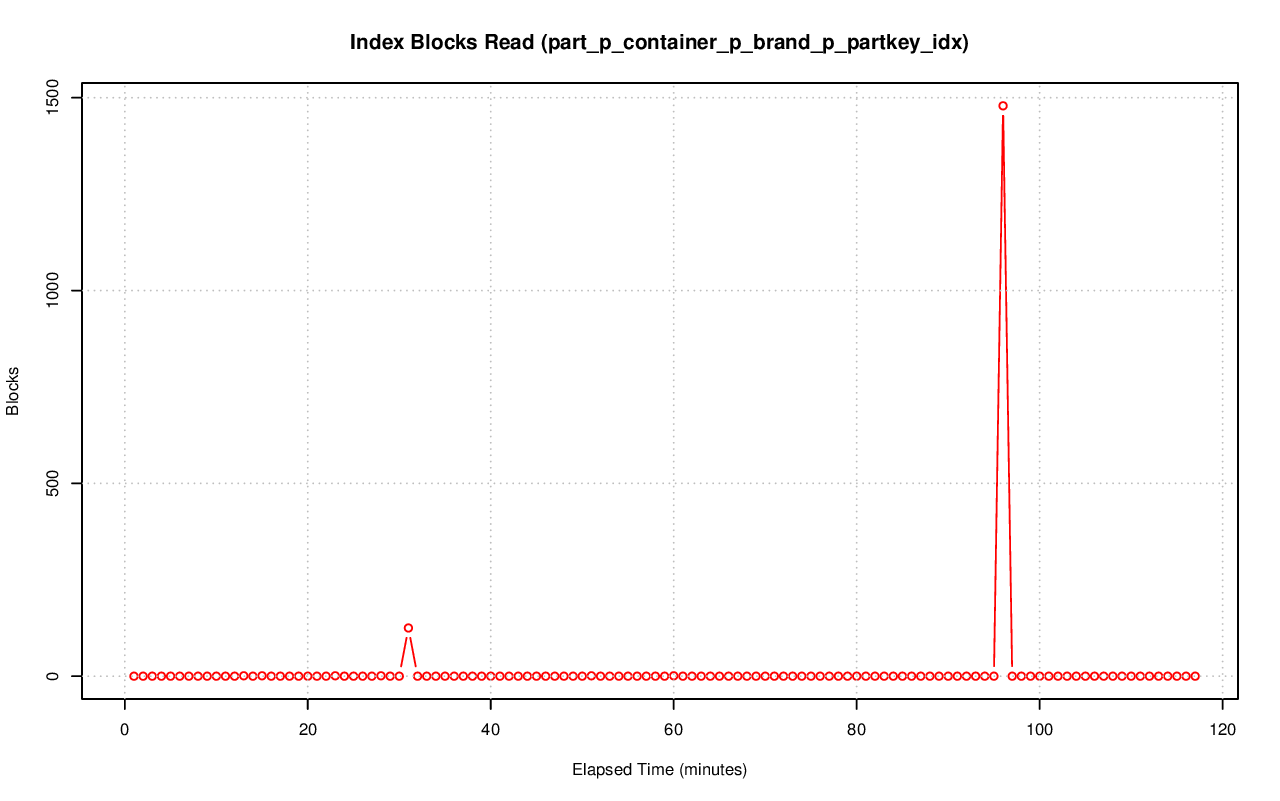 Index Blocks Read (part_p_container_p_brand_p_partkey_idx)
1500
1000
500
0
Blocks
0 20 40 60 80 100 120
Elapsed Time (minutes)